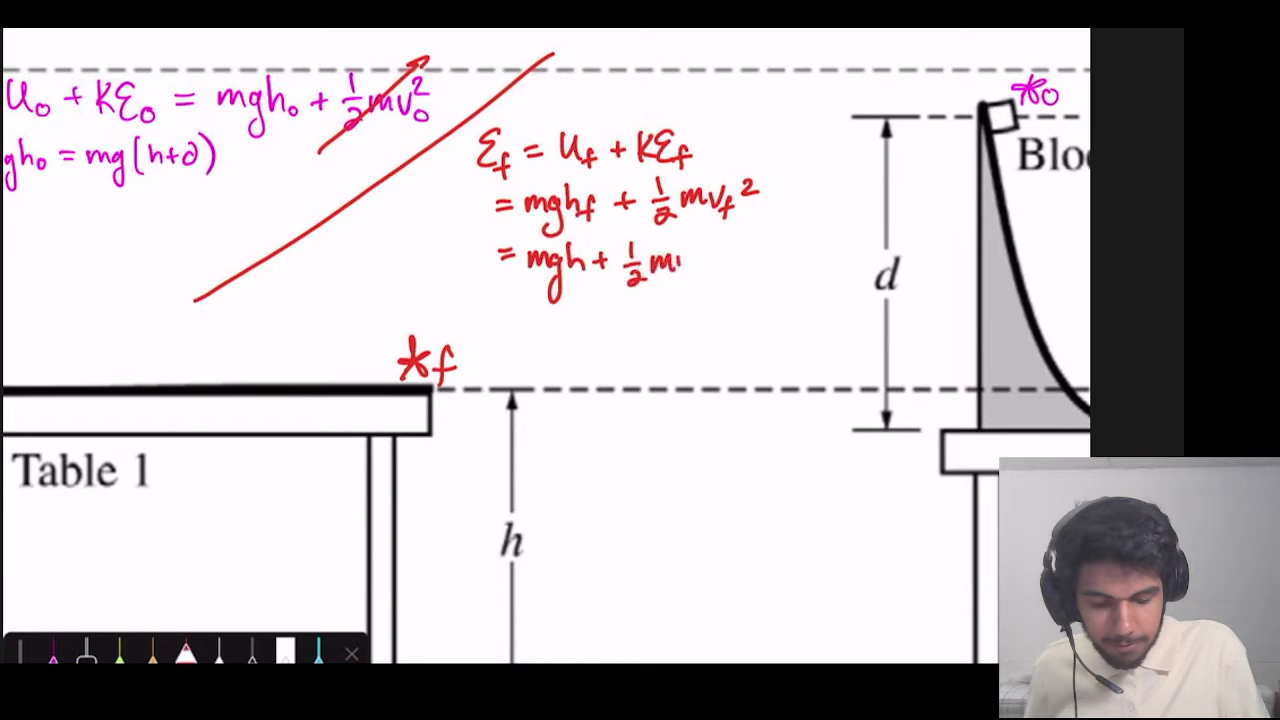 U₀ + KE₀ = mgh₀ + ½mv₀²
gh₀ = mg(h+d)
E_f = U_f + KE_f
= mgh_f + ½mv_f²
= mgh + ½m
*₀
Blo
d
*f
Table 1
h